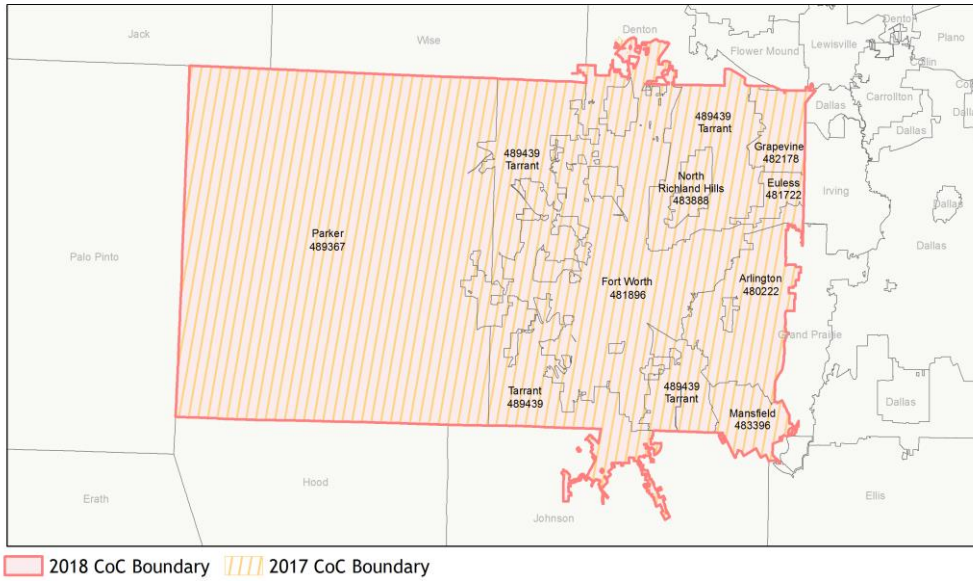 Jack
Wise
Denton
Flower Mound
Lewisville
Plano
Dallas
Carrollton
Dallas
489439
Tarrant
489439
Tarrant
Grapevine
482178
North
Richland Hills
483888
Euless
481722
Irving
Dallas
Parker
489367
Palo Pinto
Dallas
Fort Worth
481896
Arlington
480222
Grand Prairie
Tarrant
489439
489439
Tarrant
Mansfield
483396
Dallas
Erath
Hood
Johnson
Ellis
2018 CoC Boundary
2017 CoC Boundary